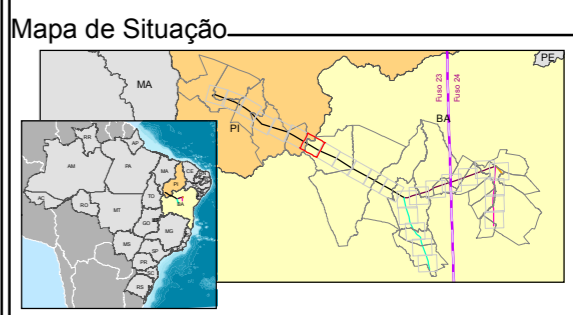 Mapa de Situação
PE
MA
Fuso 23
Fuso 24
BA
PI
RR
AP
AM
PA
MA
CE
PI
AC
RO
TO
BA
MT
GO
MG
MS
SP
PR
SC
RS